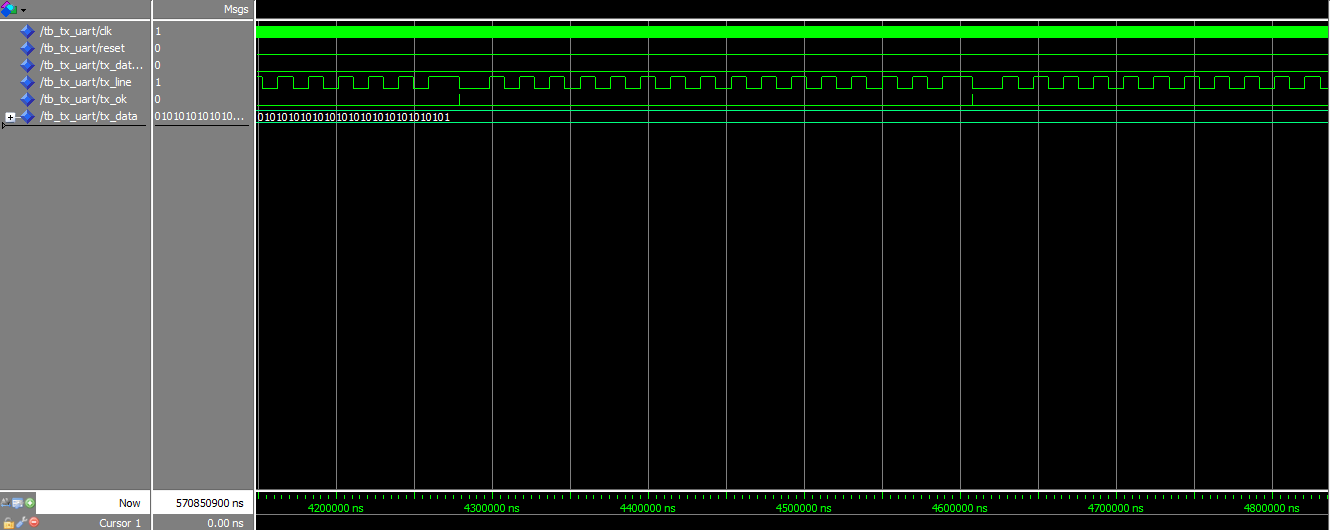 Msgs
/tb_tx_uart/clk 1
/tb_tx_uart/reset 0
/tb_tx_uart/tx_dat... 0
/tb_tx_uart/tx_line 1
/tb_tx_uart/tx_ok 0
/tb_tx_uart/tx_data 0101010101010... 01010101010101010101010101010101
Now 570850900 ns 4200000 ns 4300000 ns 4400000 ns 4500000 ns 4600000 ns 4700000 ns 4800000 ns
Cursor 1 0.00 ns